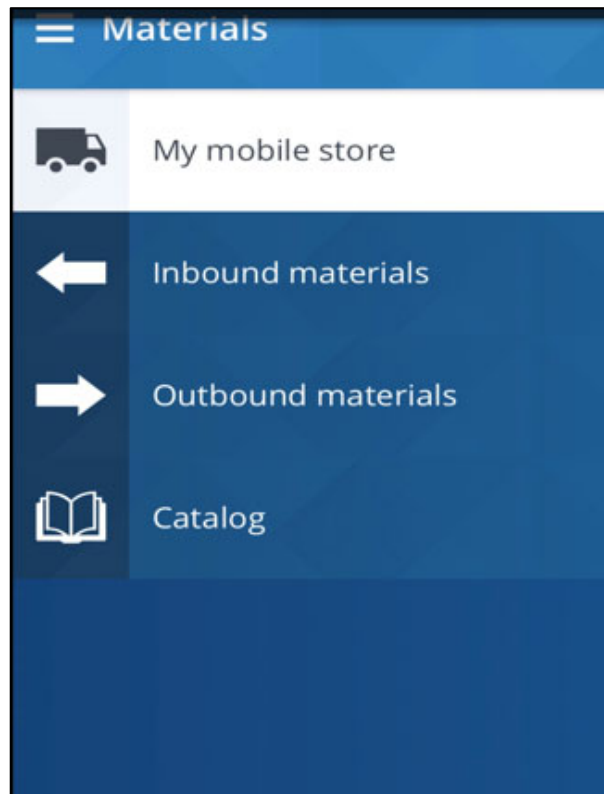 Materials
My mobile store
Inbound materials
Outbound materials
Catalog